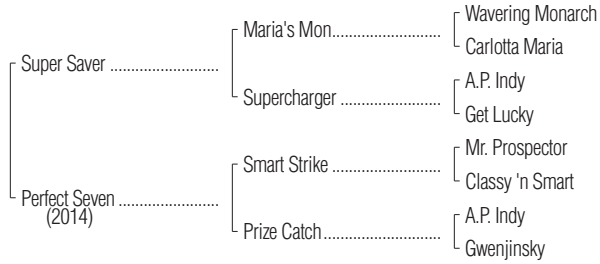 Wavering Monarch
Maria's Mon........................
Carlotta Maria
Super Saver ........................
A.P. Indy
Supercharger ......................
Get Lucky
Mr. Prospector
Smart Strike ........................
Classy 'n Smart
Perfect Seven ......................
(2014)
A.P. Indy
Prize Catch..........................
Gwenjinsky